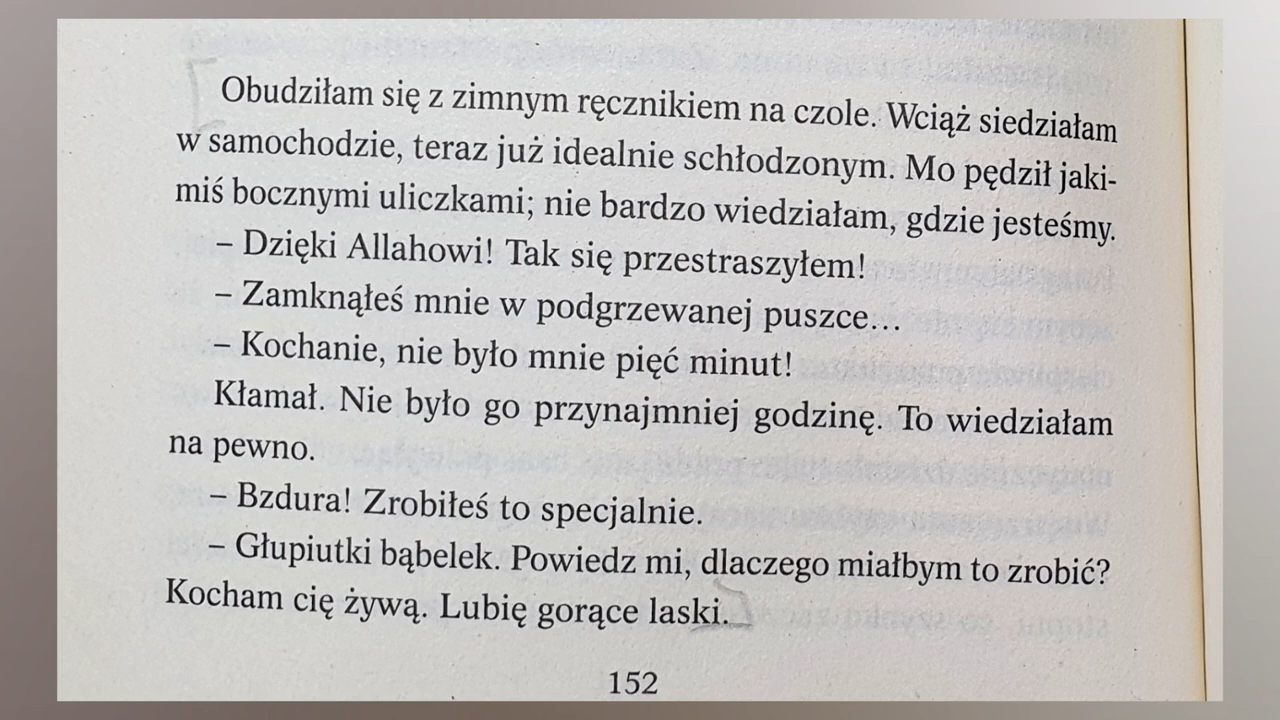 Obudziłam się z zimnym ręcznikiem na czole. Wciąż siedziałam
w samochodzie, teraz już idealnie schłodzonym. Mo pędził jaki-
miś bocznymi uliczkami; nie bardzo wiedziałam, gdzie jesteśmy.
– Dzięki Allahowi! Tak się przestraszyłem!
– Zamknąłeś mnie w podgrzewanej puszce…
– Kochanie, nie było mnie pięć minut!
Kłamał. Nie było go przynajmniej godzinę. To wiedziałam
na pewno.
– Bzdura! Zrobiłeś to specjalnie.
– Głupiutki bąbelek. Powiedz mi, dlaczego miałbym to zrobić?
Kocham cię żywą. Lubię gorące laski.
152